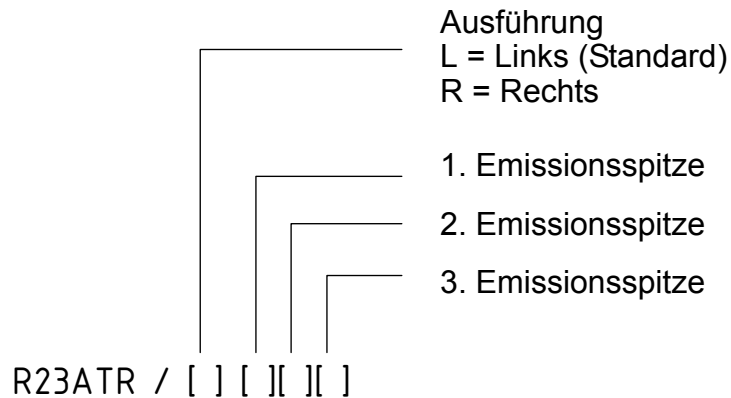 Ausführung
L = Links (Standard)
R = Rechts
1. Emissionsspitze
2. Emissionsspitze
3. Emissionsspitze
R23ATR / [ ] [ ][ ][ ]